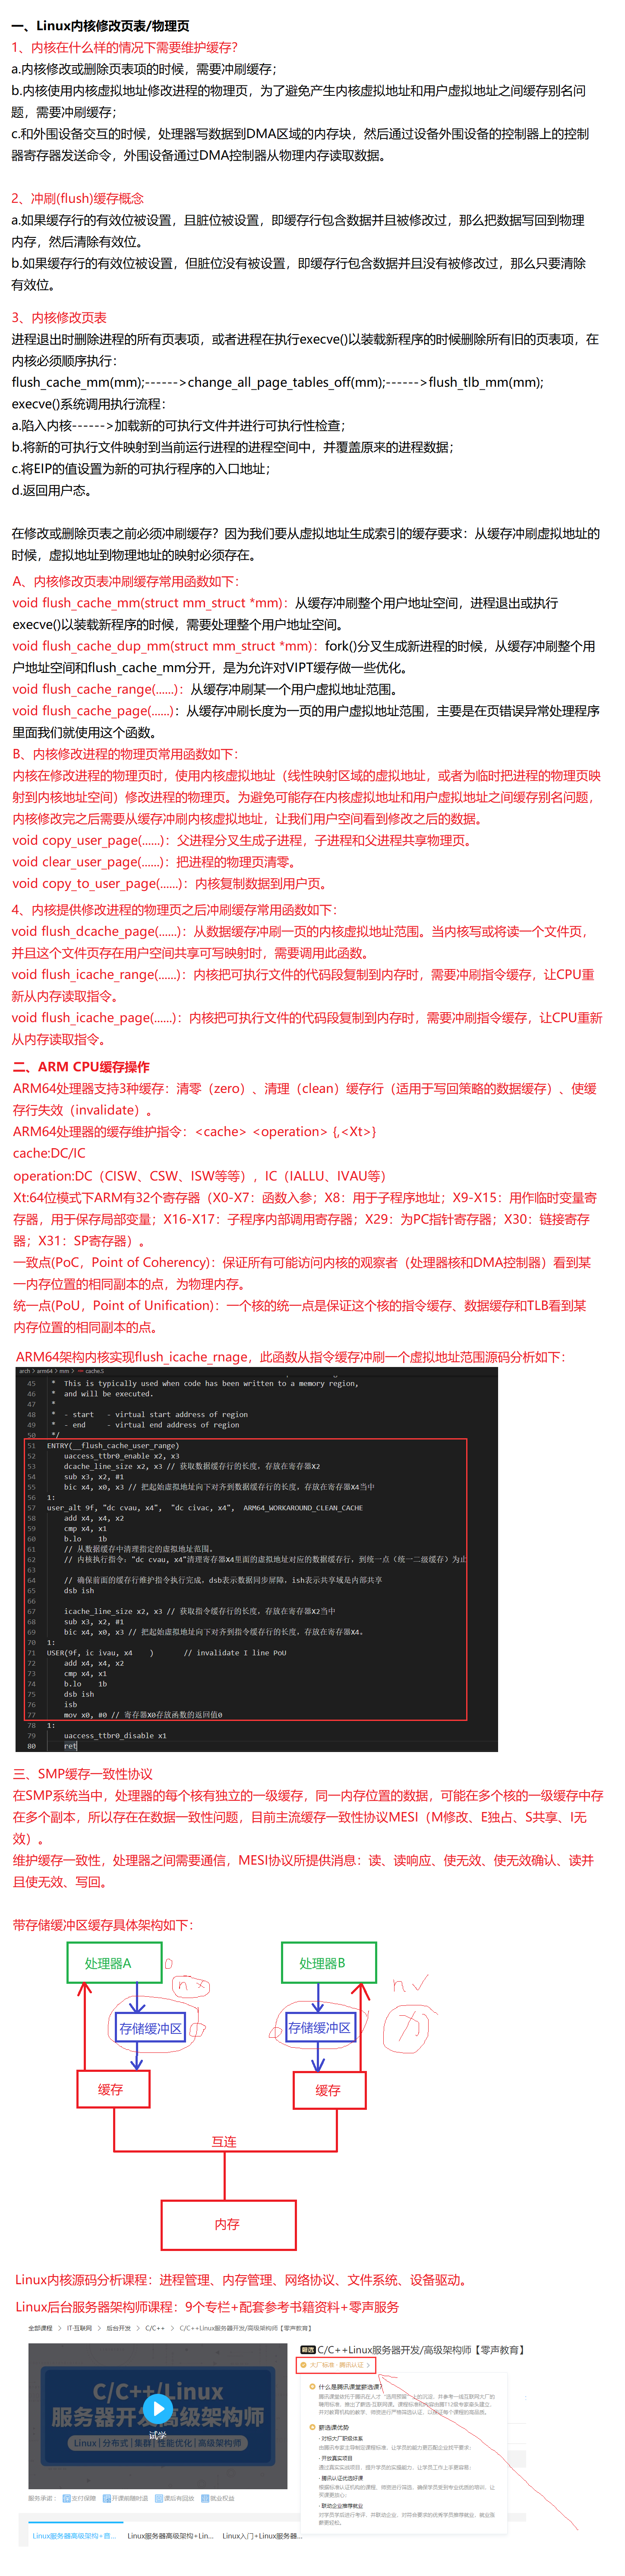 一、Linux内核修改页表/物理页
1、内核在什么样的情况下需要维护缓存？
a.内核修改或删除页表项的时候，需要冲刷缓存；
b.内核使用内核虚拟地址修改进程的物理页，为了避免产生内核虚拟地址和用户虚拟地址之间缓存别名问
题，需要冲刷缓存；
c.和外围设备交互的时候，处理器写数据到DMA区域的内存块，然后通过设备外围设备的控制器上的控制
器寄存器发送命令，外围设备通过DMA控制器从物理内存读取数据。
2、冲刷(flush)缓存概念
a.如果缓存行的有效位被设置，且脏位被设置，即缓存行包含数据并且被修改过，那么把数据写回到物理
内存，然后清除有效位。
b.如果缓存行的有效位被设置，但脏位没有被设置，即缓存行包含数据并且没有被修改过，那么只要清除
有效位。
3、内核修改页表
进程退出时删除进程的所有页表项，或者进程在执行execve()以装载新程序的时候删除所有旧的页表项，在
内核必须顺序执行：
flush_cache_mm(mm);------>change_all_page_tables_off(mm);------>flush_tlb_mm(mm);
execve()系统调用执行流程：
a.陷入内核------>加载新的可执行文件并进行可执行性检查；
b.将新的可执行文件映射到当前运行进程的进程空间中，并覆盖原来的进程数据；
c.将EIP的值设置为新的可执行程序的入口地址；
d.返回用户态。
在修改或删除页表之前必须冲刷缓存？因为我们要从虚拟地址生成索引的缓存要求：从缓存冲刷虚拟地址的
时候，虚拟地址到物理地址的映射必须存在。
A、内核修改页表冲刷缓存常用函数如下：
void flush_cache_mm(struct mm_struct *mm)：从缓存冲刷整个用户地址空间，进程退出或执行
execve()以装载新程序的时候，需要处理整个用户地址空间。
void flush_cache_dup_mm(struct mm_struct *mm)：fork()分叉生成新进程的时候，从缓存冲刷整个用
户地址空间和flush_cache_mm分开，是为允许对VIPT缓存做一些优化。
void flush_cache_range(......)：从缓存冲刷某一个用户虚拟地址范围。
void flush_cache_page(......)：从缓存冲刷长度为一页的用户虚拟地址范围，主要是在页错误异常处理程序
里面我们就使用这个函数。
B、内核修改进程的物理页常用函数如下：
内核在修改进程的物理页时，使用内核虚拟地址（线性映射区域的虚拟地址，或者为临时把进程的物理页映
射到内核地址空间）修改进程的物理页。为避免可能存在内核虚拟地址和用户虚拟地址之间缓存别名问题，
内核修改完之后需要从缓存冲刷内核虚拟地址，让我们用户空间看到修改之后的数据。
void copy_user_page(......)：父进程分叉生成子进程，子进程和父进程共享物理页。
void clear_user_page(......)：把进程的物理页清零。
void copy_to_user_page(......)：内核复制数据到用户页。
4、内核提供修改进程的物理页之后冲刷缓存常用函数如下：
void flush_dcache_page(......)：从数据缓存冲刷一页的内核虚拟地址范围。当内核写或将读一个文件页，
并且这个文件页存在用户空间共享可写映射时，需要调用此函数。
void flush_icache_range(......)：内核把可执行文件的代码段复制到内存时，需要冲刷指令缓存，让CPU重
新从内存读取指令。
void flush_icache_page(......)：内核把可执行文件的代码段复制到内存时，需要冲刷指令缓存，让CPU重新
从内存读取指令。
二、ARM CPU缓存操作
ARM64处理器支持3种缓存：清零（zero）、清理（clean）缓存行（适用于写回策略的数据缓存）、使缓
存行失效（invalidate）。
ARM64处理器的缓存维护指令：<cache> <operation> {,<Xt>}
cache:DC/IC
operation:DC（CISW、CSW、ISW等等），IC（IALLU、IVAU等）
Xt:64位模式下ARM有32个寄存器（X0-X7：函数入参；X8：用于子程序地址；X9-X15：用作临时变量寄
存器，用于保存局部变量；X16-X17：子程序内部调用寄存器；X29：为PC指针寄存器；X30：链接寄存
器；X31：SP寄存器）。
一致点(PoC，Point of Coherency)：保证所有可能访问内核的观察者（处理器核和DMA控制器）看到某
一内存位置的相同副本的点，为物理内存。
统一点(PoU，Point of Unification)：一个核的统一点是保证这个核的指令缓存、数据缓存和TLB看到某
内存位置的相同副本的点。
ARM64架构内核实现flush_icache_rnage，此函数从指令缓存冲刷一个虚拟地址范围源码分析如下：
arch > arm64 > mm > cache.S
45 * This is typically used when code has been written to a memory region,
46 * and will be executed.
47 *
48 * - start - virtual start address of region
49 * - end - virtual end address of region
50 */
51 ENTRY(__flush_cache_user_range)
52 uaccess_ttbr0_enable x2, x3
53 dcache_line_size x2, x3 // 获取数据缓存行的长度，存放在寄存器X2
54 sub x3, x2, #1
55 bic x4, x0, x3 // 把起始虚拟地址向下对齐到数据缓存行的长度，存放在寄存器X4当中
56 1:
57 user_alt 9f, "dc cvau, x4", "dc civac, x4", ARM64_WORKAROUND_CLEAN_CACHE
58 add x4, x4, x2
59 cmp x4, x1
60 b.lo 1b
61 // 从数据缓存中清理指定的虚拟地址范围。
62 // 内核执行指令："dc cvau, x4"清理寄存器X4里面的虚拟地址对应的数据缓存行，到统一点（统一二级缓存）为止
63
64 // 确保前面的缓存行维护指令执行完成，dsb表示数据同步屏障，ish表示共享域是内部共享
65 dsb ish
66
67 icache_line_size x2, x3 // 获取指令缓存行的长度，存放在寄存器X2当中
68 sub x3, x2, #1
69 bic x4, x0, x3 // 把起始虚拟地址向下对齐到指令缓存行的长度，存放在寄存器X4。
70 1:
71 USER(9f, ic ivau, x4 ) // invalidate I line PoU
72 add x4, x4, x2
73 cmp x4, x1
74 b.lo 1b
75 dsb ish
76 isb
77 mov x0, #0 // 寄存器X0存放函数的返回值0
78 1:
79 uaccess_ttbr0_disable x1
80 ret
三、SMP缓存一致性协议
在SMP系统当中，处理器的每个核有独立的一级缓存，同一内存位置的数据，可能在多个核的一级缓存中存
在多个副本，所以存在在数据一致性问题，目前主流缓存一致性协议MESI（M修改、E独占、S共享、I无
效）。
维护缓存一致性，处理器之间需要通信，MESI协议所提供消息：读、读响应、使无效、使无效确认、读并
且使无效、写回。
带存储缓冲区缓存具体架构如下：
处理器A
处理器B
存储缓冲区
存储缓冲区
缓存
缓存
互连
内存
Linux内核源码分析课程：进程管理、内存管理、网络协议、文件系统、设备驱动。
Linux后台服务器架构师课程：9个专栏+配套参考书籍资料+零声服务
全部课程 > IT·互联网 > 后台开发 > C/C++ > C/C++Linux服务器开发/高级架构师【零声教育】
C/C++Linux服务器开发/高级架构师【零声教育】
大厂标准 · 腾讯认证 >
C/C++Linux
服务器开发高级架构师
Linux|分布式|集群|性能优化|高级架构师
试学
什么是腾讯课堂蔚选课?
蔚选课优势
· 对标大厂职级体系
· 开放真实项目
· 腾讯认证优选好课
· 联动企业推荐就业
服务承诺： 支付保障 开课前随时退 课后有回放 就业权益
Linux服务器高级架构+音...
Linux服务器高级架构+Lin...
Linux入门+Linux服务器...